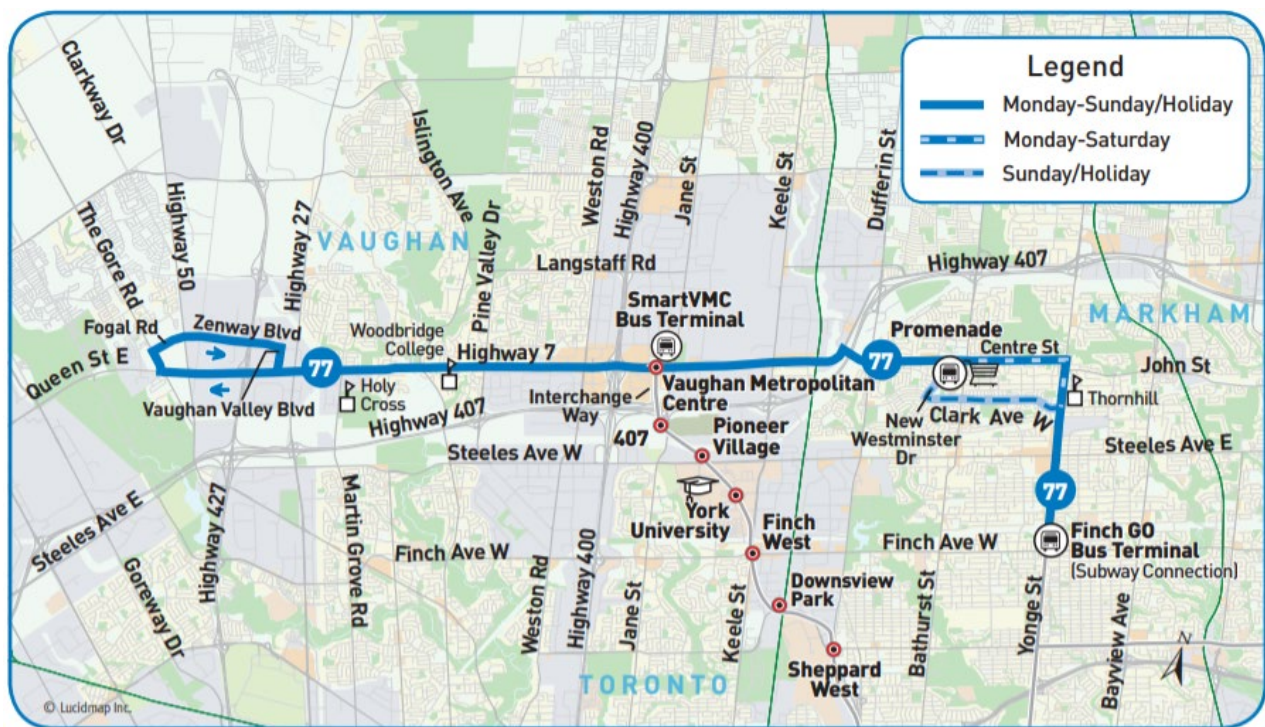 Legend
Monday-Sunday/Holiday
Monday-Saturday
Sunday/Holiday
Clarkway Dr
The Gore Rd
Highway 50
Highway 27
Islington Ave
Pine Valley Dr
Weston Rd
Highway 400
Jane St
Keele St
Dufferin St
VAUGHAN
Langstaff Rd
Highway 407
MARKHAM
SmartVMC
Bus Terminal
Fogal Rd
Zenway Blvd
Woodbridge
College
Highway 7
77
77
Promenade
Centre St
John St
Queen St E
Vaughan Valley Blvd
Holy
Cross
Highway 407
Interchange
Way
Vaughan Metropolitan
Centre
New
Westminster
Dr
Clark Ave W
Thornhill
407
Pioneer
Village
Steeles Ave W
Steeles Ave E
York
University
77
Steeles Ave E
Highway 427
Martin Grove Rd
Finch Ave W
Finch
West
Finch Ave W
Finch GO
Bus Terminal
(Subway Connection)
Goreway Dr
Weston Rd
Highway 400
Jane St
Keele St
Downsview
Park
Bathurst St
Yonge St
Bayview Ave
Sheppard
West
TORONTO
N
© Lucidmap Inc.